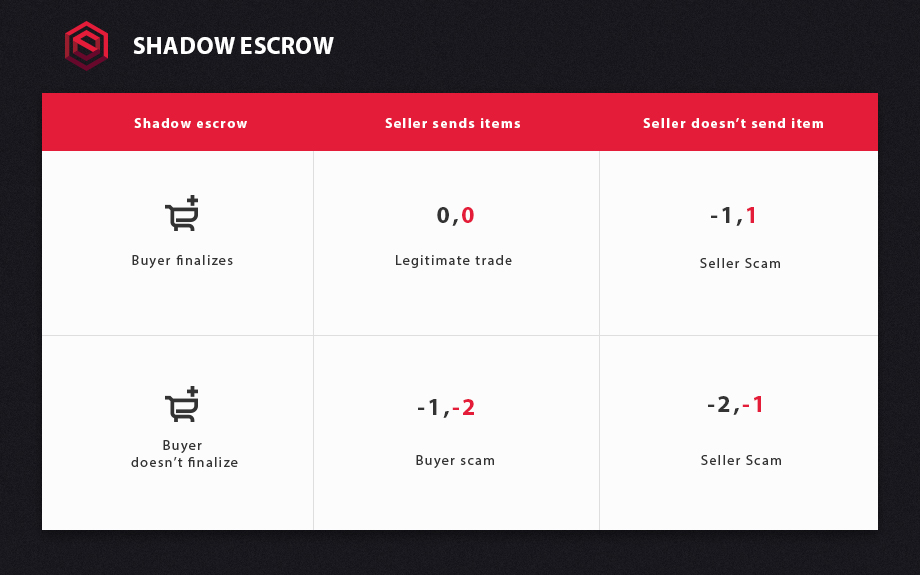 SHADOW ESCROW
Shadow escrow
Seller sends items
Seller doesn’t send item
Buyer finalizes
0,0
Legitimate trade
-1,1
Seller Scam
Buyer
doesn’t finalize
-1,-2
Buyer scam
-2,-1
Seller Scam